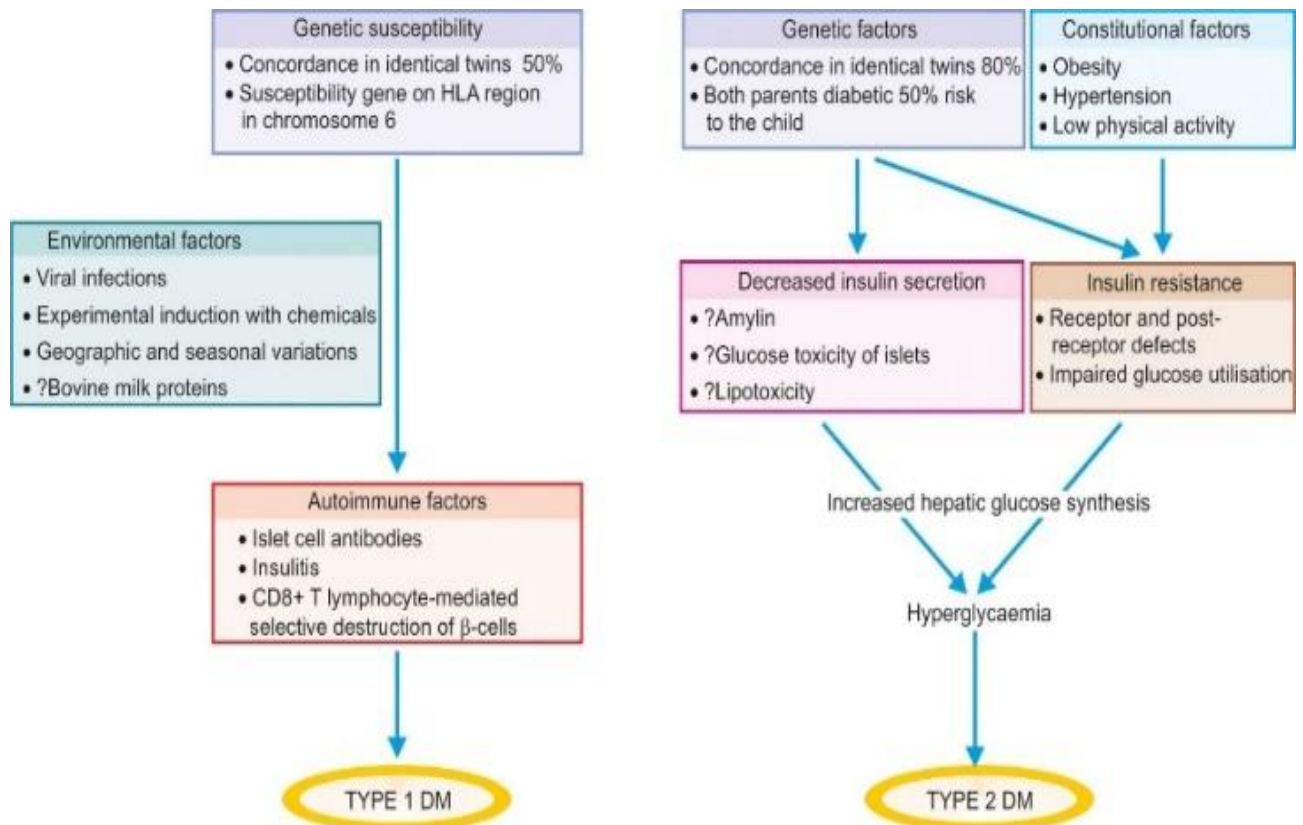 Genetic susceptibility
• Concordance in identical twins 50%
• Susceptibility gene on HLA region
in chromosome 6
Environmental factors
• Viral infections
• Experimental induction with chemicals
• Geographic and seasonal variations
• ?Bovine milk proteins
Autoimmune factors
• Islet cell antibodies
• Insulitis
• CD8+ T lymphocyte-mediated
selective destruction of β-cells
TYPE 1 DM
Genetic factors
• Concordance in identical twins 80%
• Both parents diabetic 50% risk
to the child
Constitutional factors
• Obesity
• Hypertension
• Low physical activity
Decreased insulin secretion
• ?Amylin
• ?Glucose toxicity of islets
• ?Lipotoxicity
Insulin resistance
• Receptor and post-
receptor defects
• Impaired glucose utilisation
Increased hepatic glucose synthesis
Hyperglycaemia
TYPE 2 DM